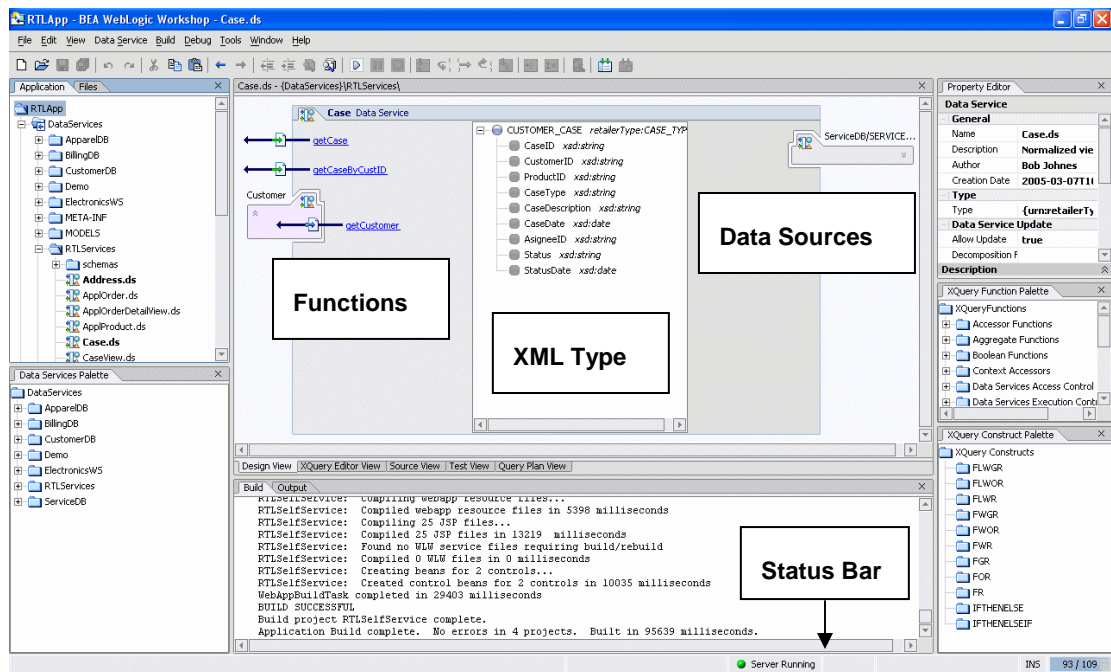 RTLApp - BEA WebLogic Workshop - Case.ds
File Edit View Data Service Build Debug Tools Window Help
Application Files
RTLApp
DataServices
ApparelDB
BillingDB
CustomerDB
Demo
ElectronicsWS
META-INF
MODELS
RTLServices
schemas
Address.ds
ApplOrder.ds
ApplOrderDetailView.ds
ApplProduct.ds
Case.ds
CaseView.ds
Data Services Palette
DataServices
ApparelDB
BillingDB
CustomerDB
Demo
ElectronicsWS
RTLServices
ServiceDB
Case.ds - {DataServices}\RTLServices\
Case Data Service
getCase
getCaseByCustID
Customer
getCustomer
CUSTOMER_CASE retailerType:CASE_TYP
CaseID xsd:string
CustomerID xsd:string
ProductID xsd:string
CaseType xsd:string
CaseDescription xsd:string
CaseDate xsd:date
AsigneeID xsd:string
Status xsd:string
StatusDate xsd:date
ServiceDB/SERVICE...
Functions
XML Type
Data Sources
Design View XQuery Editor View Source View Test View Query Plan View
Build Output
RTLSelfService: Compiling webapp resource files...
RTLSelfService: Compiled webapp resource files in 5398 milliseconds
RTLSelfService: Compiling 25 JSP files...
RTLSelfService: Compiled 25 JSP files in 13219 milliseconds
RTLSelfService: Found no WLW service files requiring build/rebuild
RTLSelfService: Compiled 0 WLW files in 0 milliseconds
RTLSelfService: Creating beans for 2 controls...
RTLSelfService: Created control beans for 2 controls in 10035 milliseconds
WebAppBuildTask completed in 29403 milliseconds
BUILD SUCCESSFUL
Build project RTLSelfService complete.
Application Build complete. No errors in 4 projects. Built in 95639 milliseconds.
Status Bar
Property Editor
Data Service
General
Name Case.ds
Description Normalized vie
Author Bob Johnes
Creation Date 2005-03-07T1
Type
Type {urn:retailerTy
Data Service Update
Allow Update true
Decomposition F
Description
XQuery Function Palette
XQueryFunctions
Accessor Functions
Aggregate Functions
Boolean Functions
Context Accessors
Data Services Access Control
Data Services Execution Cont
XQuery Construct Palette
XQuery Constructs
FLWGR
FLWOR
FLWR
FWGR
FWOR
FWR
FGR
FOR
FR
IFTHENELSE
IFTHENELSEIF
Server Running
INS 93 / 109